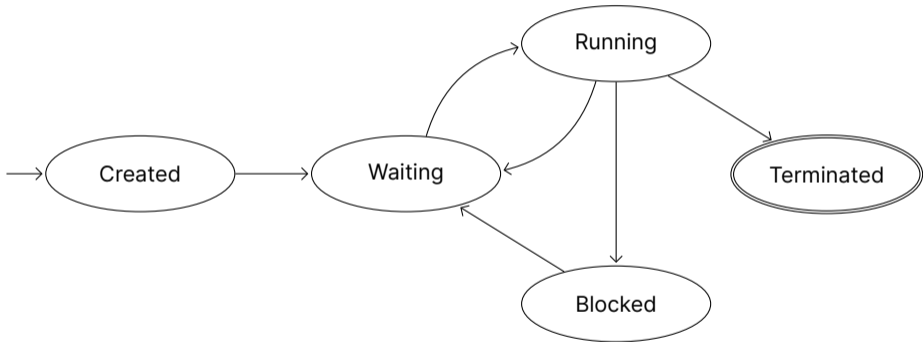 Running
Created
Waiting
Terminated
Blocked